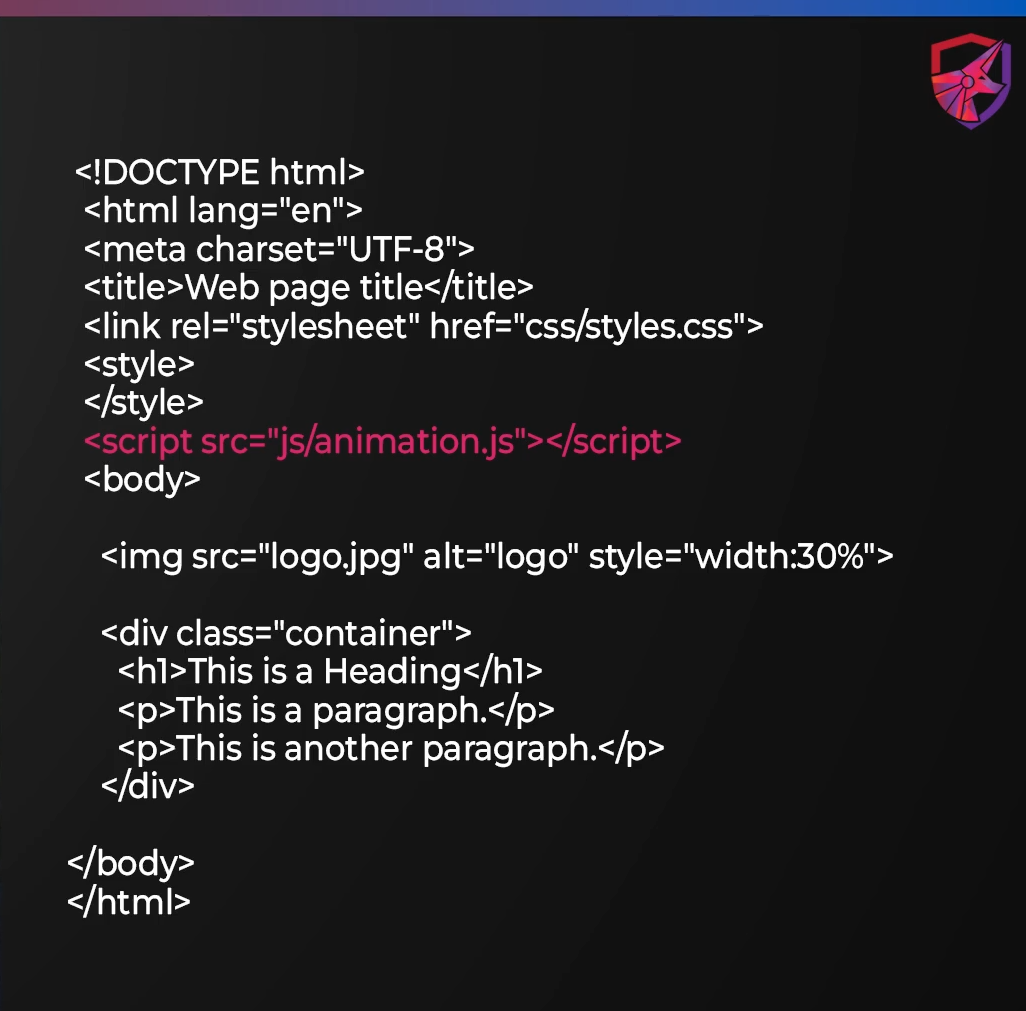 <!DOCTYPE html>
<html lang="en">
<meta charset="UTF-8">
<title>Web page title</title>
<link rel="stylesheet" href="css/styles.css">
<style>
</style>
<script src="js/animation.js"></script>
<body>
<img src="logo.jpg" alt="logo" style="width:30%">
<div class="container">
<h1>This is a Heading</h1>
<p>This is a paragraph.</p>
<p>This is another paragraph.</p>
</div>
</body>
</html>